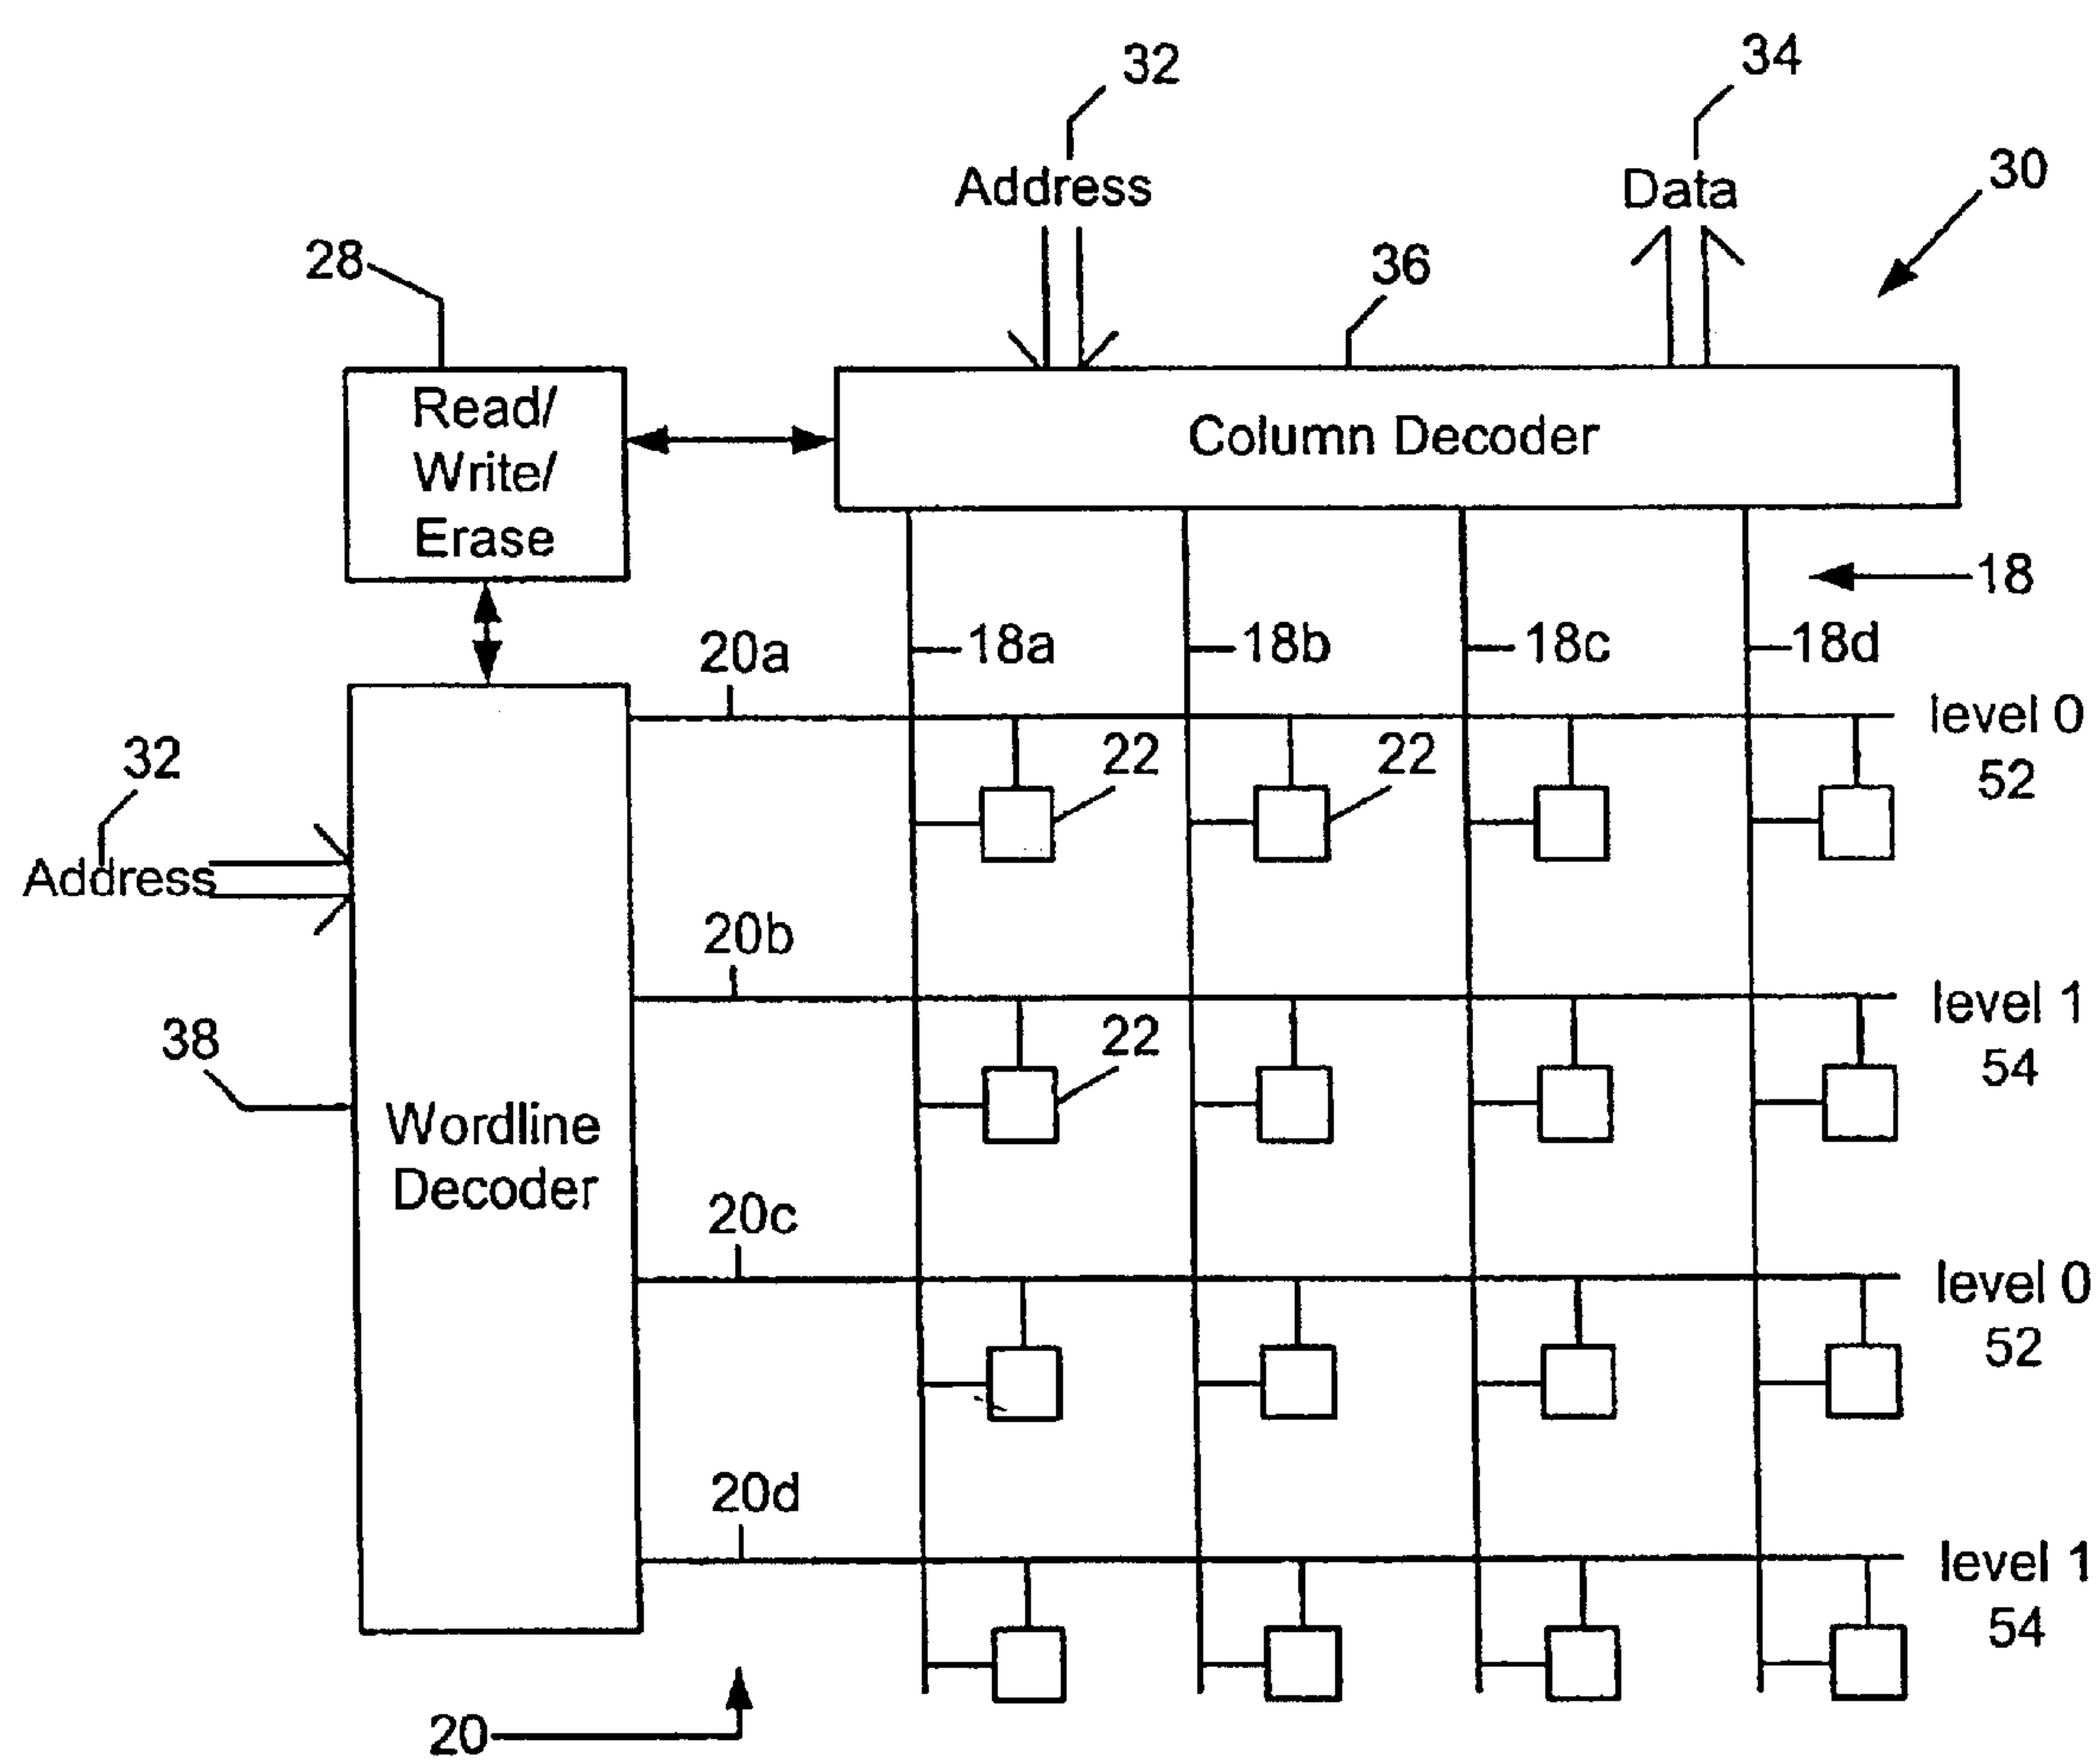 32
34
Address
Data
30
28
36
Read/
Write/
Erase
Column Decoder
18
20a
18a
18b
18c
18d
level 0
52
32
22
22
Address
20b
level 1
54
38
22
Wordline
Decoder
20c
level 0
52
20d
level 1
54
20